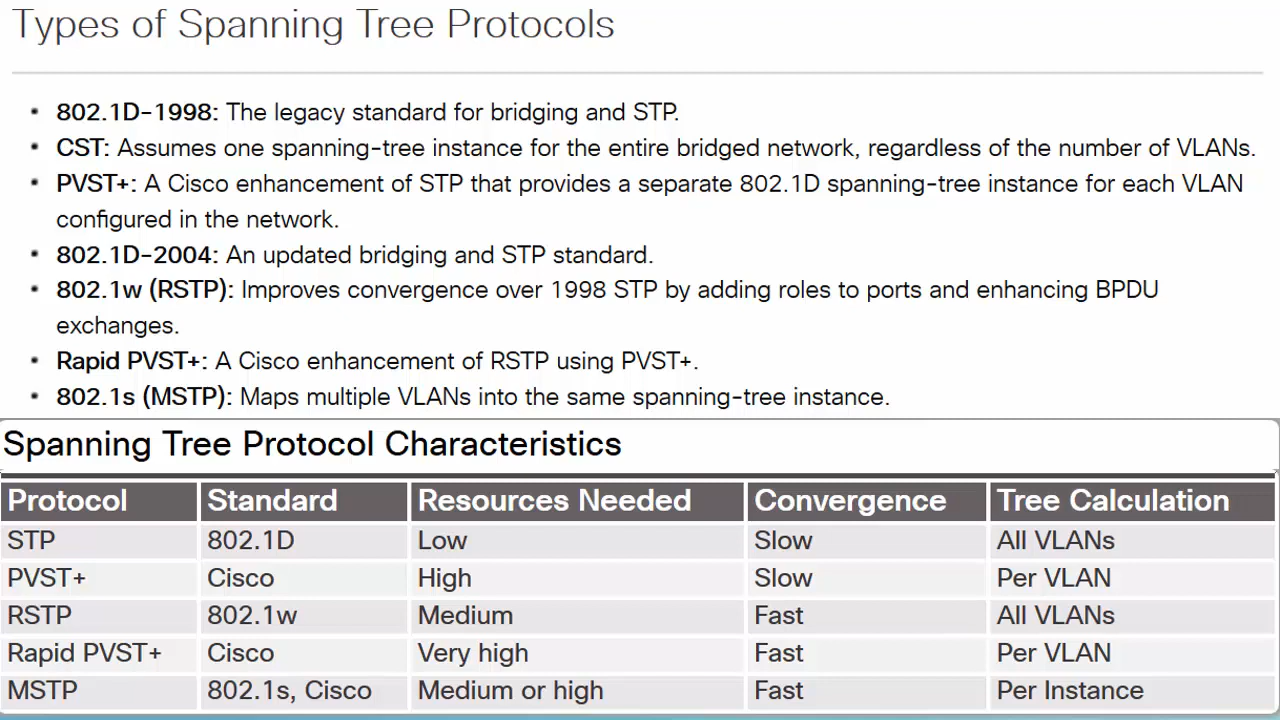 Types of Spanning Tree Protocols
• 802.1D-1998: The legacy standard for bridging and STP.
• CST: Assumes one spanning-tree instance for the entire bridged network, regardless of the number of VLANs.
• PVST+: A Cisco enhancement of STP that provides a separate 802.1D spanning-tree instance for each VLAN
configured in the network.
• 802.1D-2004: An updated bridging and STP standard.
• 802.1w (RSTP): Improves convergence over 1998 STP by adding roles to ports and enhancing BPDU
exchanges.
• Rapid PVST+: A Cisco enhancement of RSTP using PVST+.
• 802.1s (MSTP): Maps multiple VLANs into the same spanning-tree instance.
Spanning Tree Protocol Characteristics
Protocol Standard Resources Needed Convergence Tree Calculation
STP 802.1D Low Slow All VLANs
PVST+ Cisco High Slow Per VLAN
RSTP 802.1w Medium Fast All VLANs
Rapid PVST+ Cisco Very high Fast Per VLAN
MSTP 802.1s, Cisco Medium or high Fast Per Instance